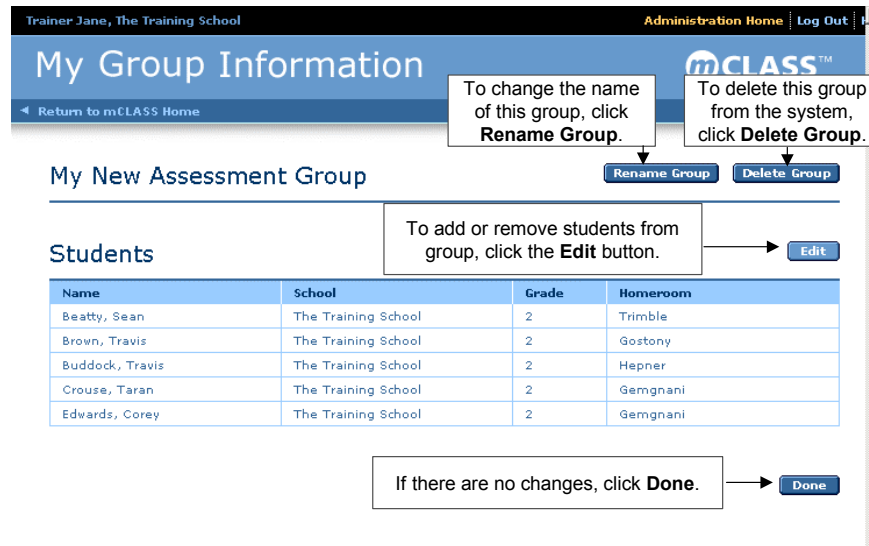 Trainer Jane, The Training School Administration Home Log Out
My Group Information mCLASS™
Return to mCLASS Home
To change the name
of this group, click
Rename Group.
To delete this group
from the system,
click Delete Group.
My New Assessment Group Rename Group Delete Group
To add or remove students from
group, click the Edit button.
Students Edit
Name School Grade Homeroom
Beatty, Sean The Training School 2 Trimble
Brown, Travis The Training School 2 Gostony
Buddock, Travis The Training School 2 Hepner
Crouse, Taran The Training School 2 Gemgnani
Edwards, Corey The Training School 2 Gemgnani
If there are no changes, click Done. Done